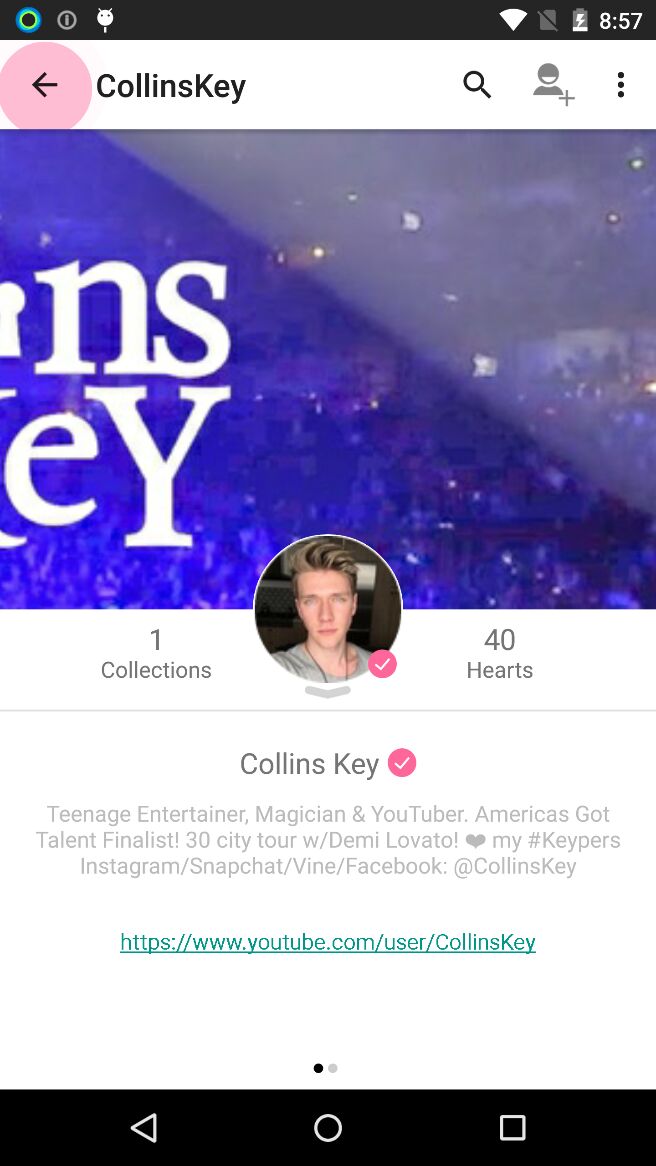 8:57
CollinsKey
ns
eY
1
Collections
40
Hearts
Collins Key
Teenage Entertainer, Magician & YouTuber. Americas Got
Talent Finalist! 30 city tour w/Demi Lovato! ❤ my #Keypers
Instagram/Snapchat/Vine/Facebook: @CollinsKey
https://www.youtube.com/user/CollinsKey